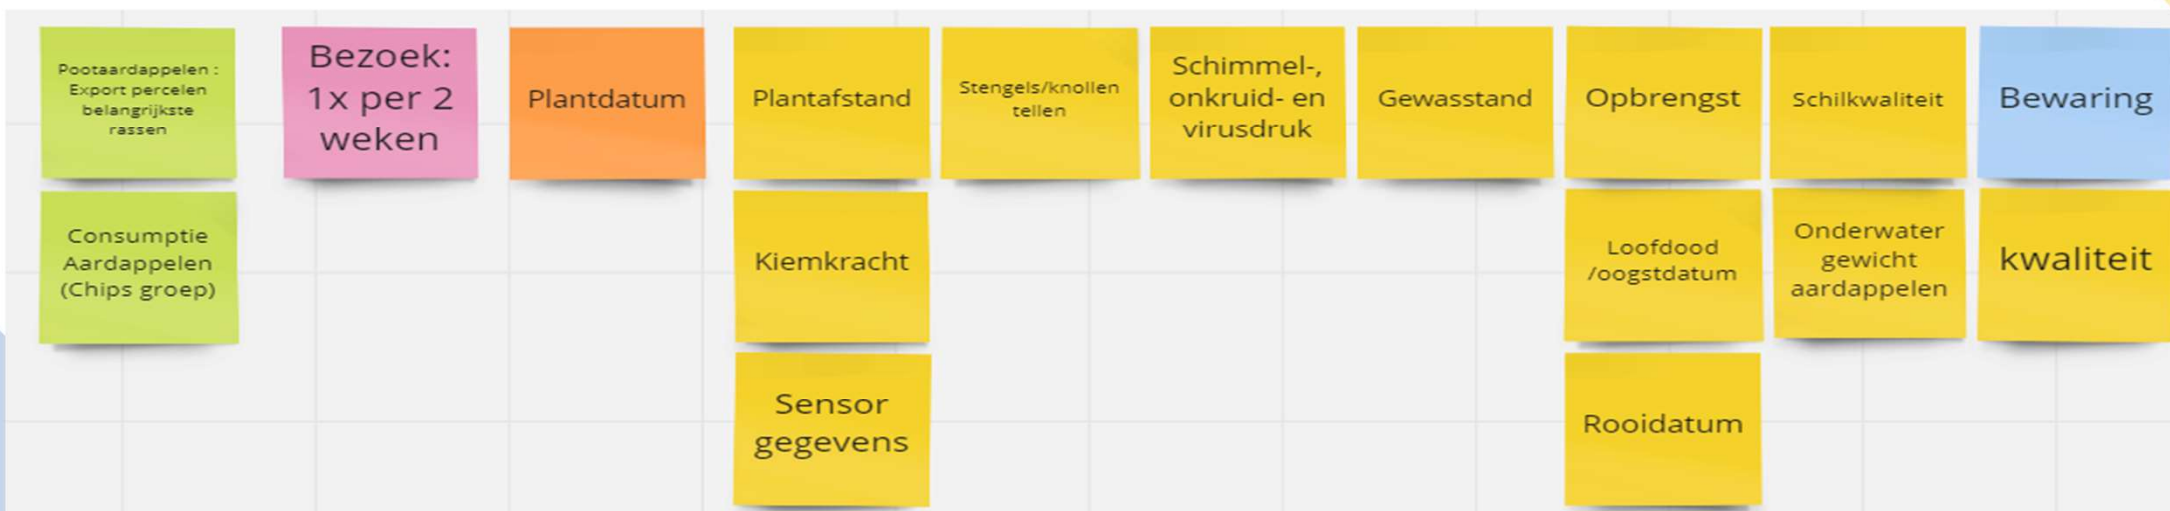 Pootaardappelen :
Export percelen
belangrijkste
rassen
Bezoek:
1x per 2
weken
Plantdatum
Plantafstand
Stengels/knollen
tellen
Schimmel-,
onkruid- en
virusdruk
Gewasstand
Opbrengst
Schilkwaliteit
Bewaring
Consumptie
Aardappelen
(Chips groep)
Kiemkracht
Loofdood
/oogstdatum
Onderwater
gewicht
aardappelen
kwaliteit
Sensor
gegevens
Rooidatum